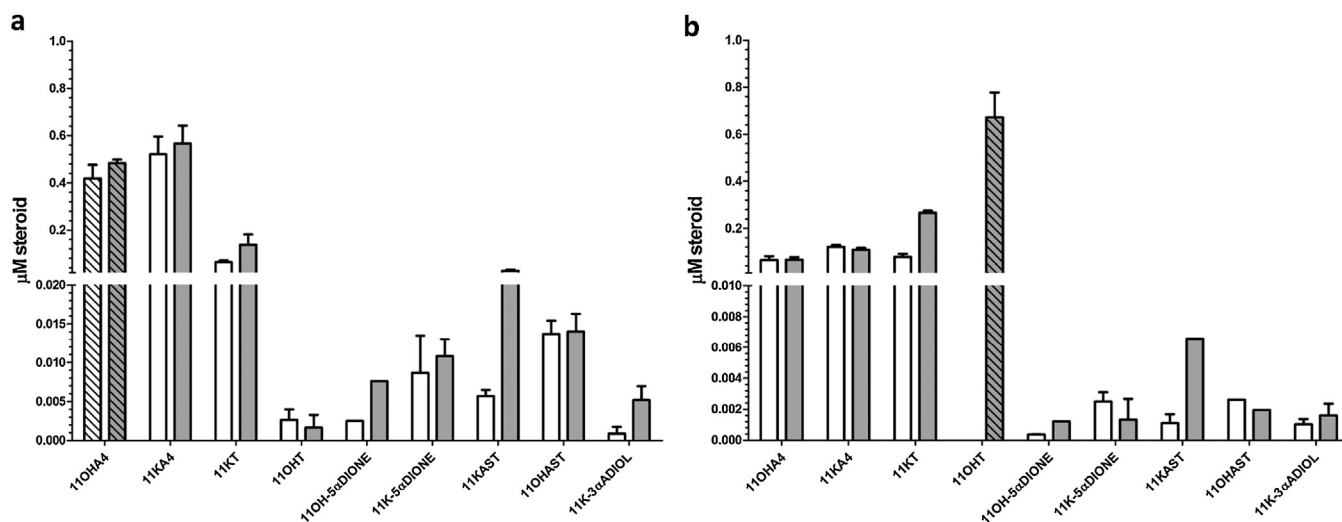 a
1.0
0.8
0.6
0.4
0.2
0.020
0.015
0.010
0.005
0.000
µM steroid
11OHA4
11KA4
11KT
11OHT
11OH-5αDIONE
11K-5αDIONE
11KAST
11OHAST
11K-3αADIOL
b
1.0
0.8
0.6
0.4
0.2
0.010
0.008
0.006
0.004
0.002
0.000
µM steroid
11OHA4
11KA4
11KT
11OHT
11OH-5αDIONE
11K-5αDIONE
11KAST
11OHAST
11K-3αADIOL